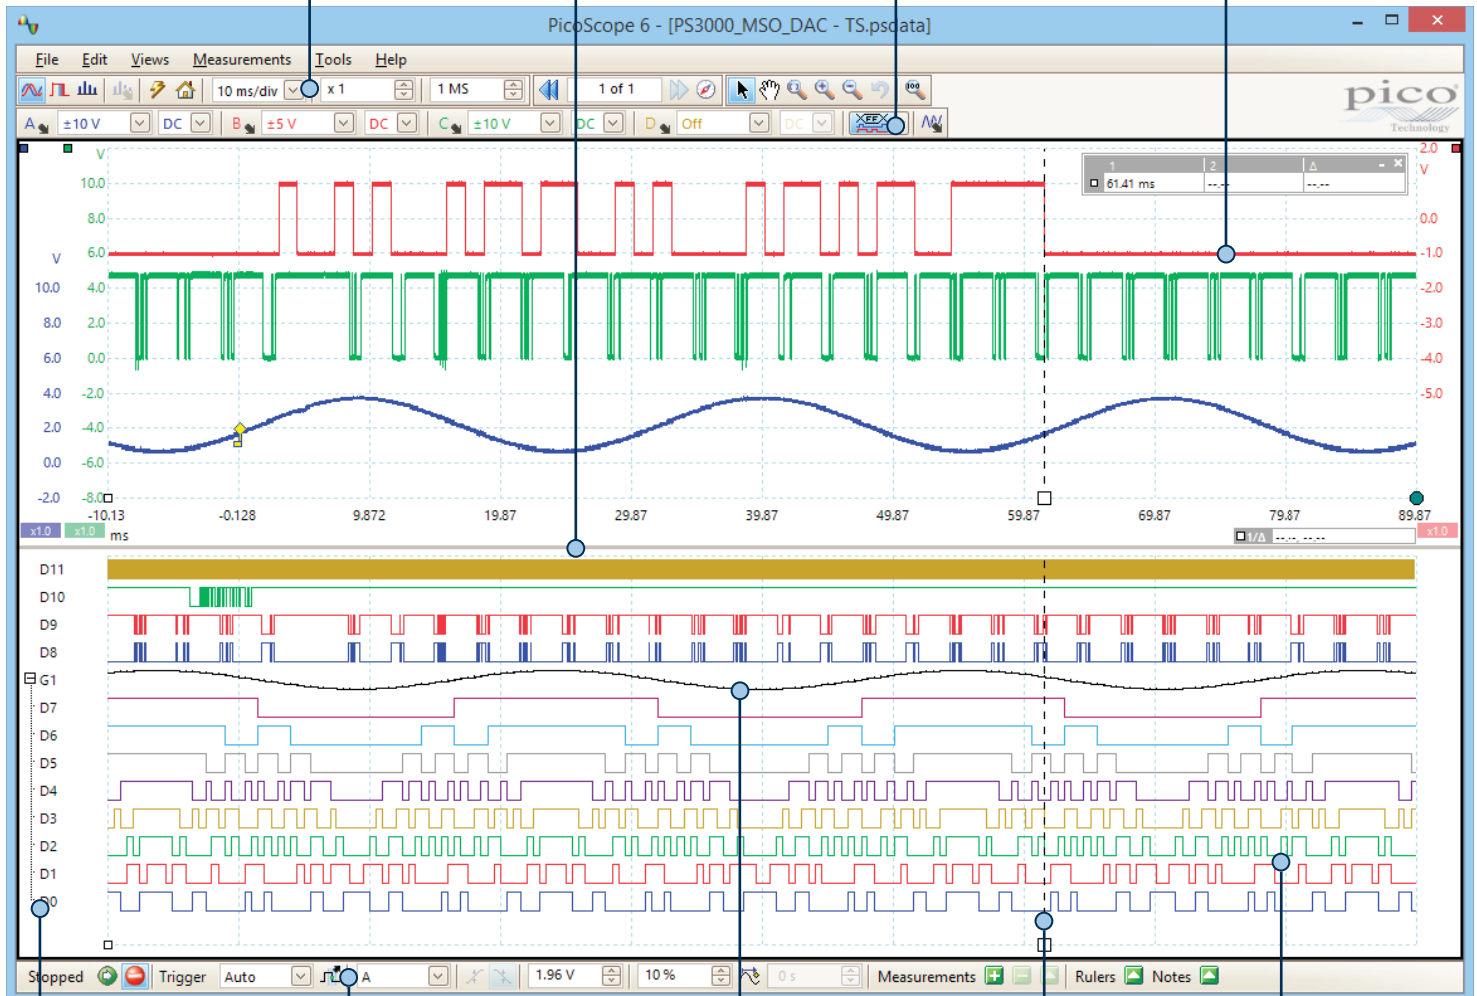 PicoScope 6 - [PS3000_MSO_DAC - TS.psdata]
File Edit Views Measurements Tools Help
10 ms/div x 1 1 MS 1 of 1
pico
Technology
A ±10 V DC B ±5 V DC C ±10 V DC D Off DC
V 2.0
V
1 2 Δ
61.41 ms --.-- --.--
10.0
8.0 0.0
V 6.0 -1.0
10.0 4.0 -2.0
8.0 2.0 -3.0
6.0 0.0 -4.0
4.0 -2.0 -5.0
2.0 -4.0
0.0 -6.0
-2.0 -8.0
-10.13 -0.128 9.872 19.87 29.87 39.87 49.87 59.87 69.87 79.87 89.87
x1.0 x1.0 ms 1/Δ --.--, --.-- x1.0
D11
D10
D9
D8
G1
D7
D6
D5
D4
D3
D2
D1
D0
Stopped Trigger Auto A 1.96 V 10 % 0 s Measurements Rulers Notes